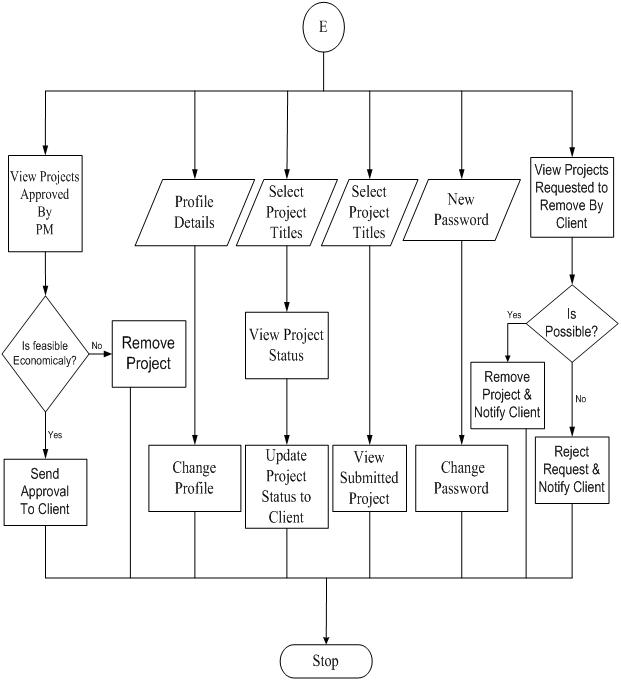 E
View Projects
Approved
By
PM
Profile
Details
Select
Project
Titles
Select
Project
Titles
New
Password
View Projects
Requested to
Remove By
Client
Is feasible
Economicaly?
No
Remove
Project
View Project
Status
Yes
Is
Possible?
Remove
Project &
Notify Client
No
Yes
Send
Approval
To Client
Change
Profile
Update
Project
Status to
Client
View
Submitted
Project
Change
Password
Reject
Request &
Notify Client
Stop